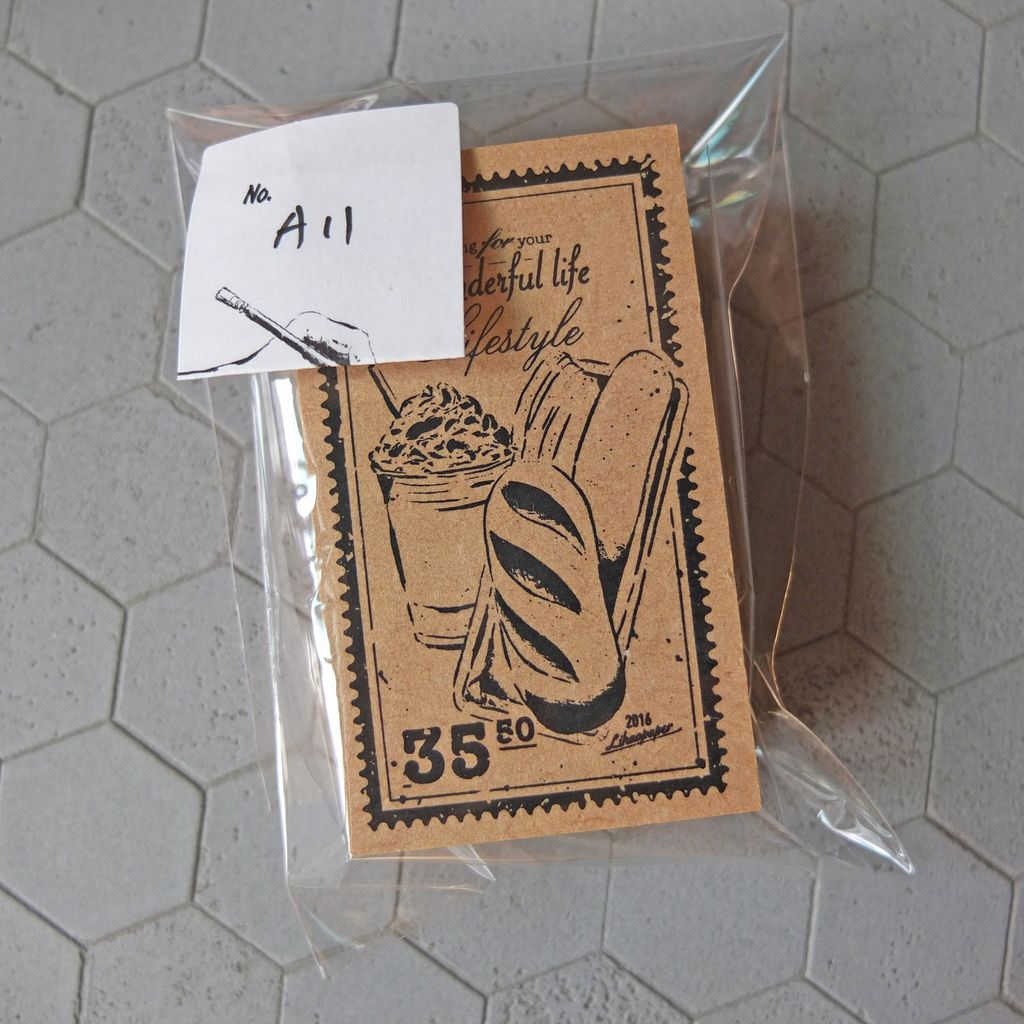 No.
A11
for your
derful life
ifestyle
35 50
2016